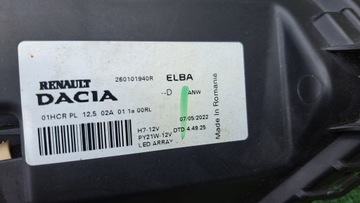 RENAULT
DACIA
260101940R
ELBA
--D ANW
01HCR PL 12.5 02A 01 1a 00RL
07/05/2022
H7-12V
PY21W-12V
DTD 4.49.25
LED ARRAY
Made in Romania